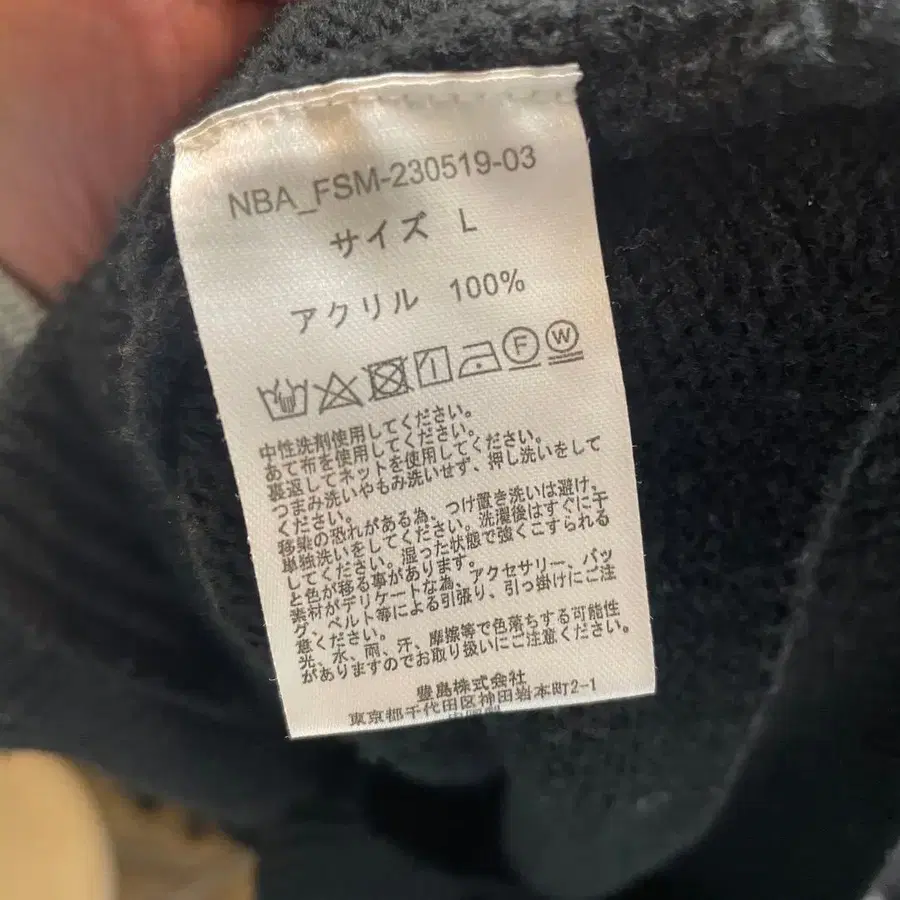 NBA_FSM-230519-03
サイズ L
アクリル 100%
F W
中性洗剤使用してください。
あて布を使用してください。
裏返してネットを使用してください。
つまみ洗いやもみ洗いせず、押し洗いをして
ください。
移染の恐れがある為、つけ置き洗いは避け、
単独洗いをしてください。洗濯後はすぐに干
してください。湿った状態で強くこすられる
と色が移る事があります。
素材がデリケートな為、アクセサリー、バッ
グ、ベルト等による引張り、引っ掛けにご注
意ください。
光、水、雨、汗、摩擦等で色落ちする可能性
がありますのでお取り扱いにご注意ください。
豊島株式会社
東京都千代田区神田岩本町2-1